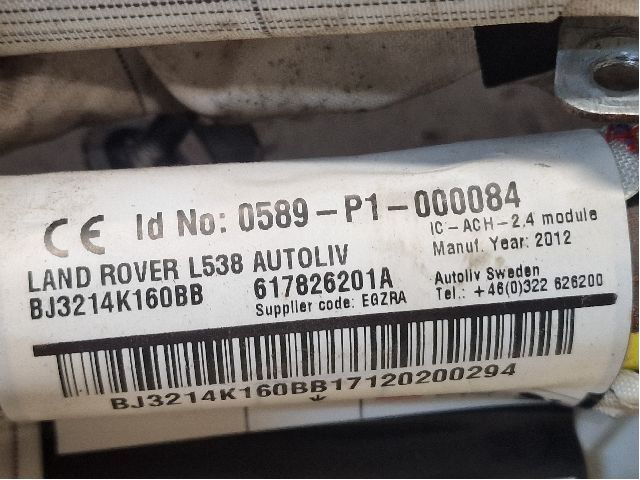 CE Id No: 0589-P1-000084
IC-ACH-2.4 module
LAND ROVER L538 AUTOLIV Manuf. Year: 2012
BJ3214K160BB 617826201A Autoliv Sweden
Supplier code: EGZRA Tel.: +46(0)322 626200
BJ3214K160BB17120200294